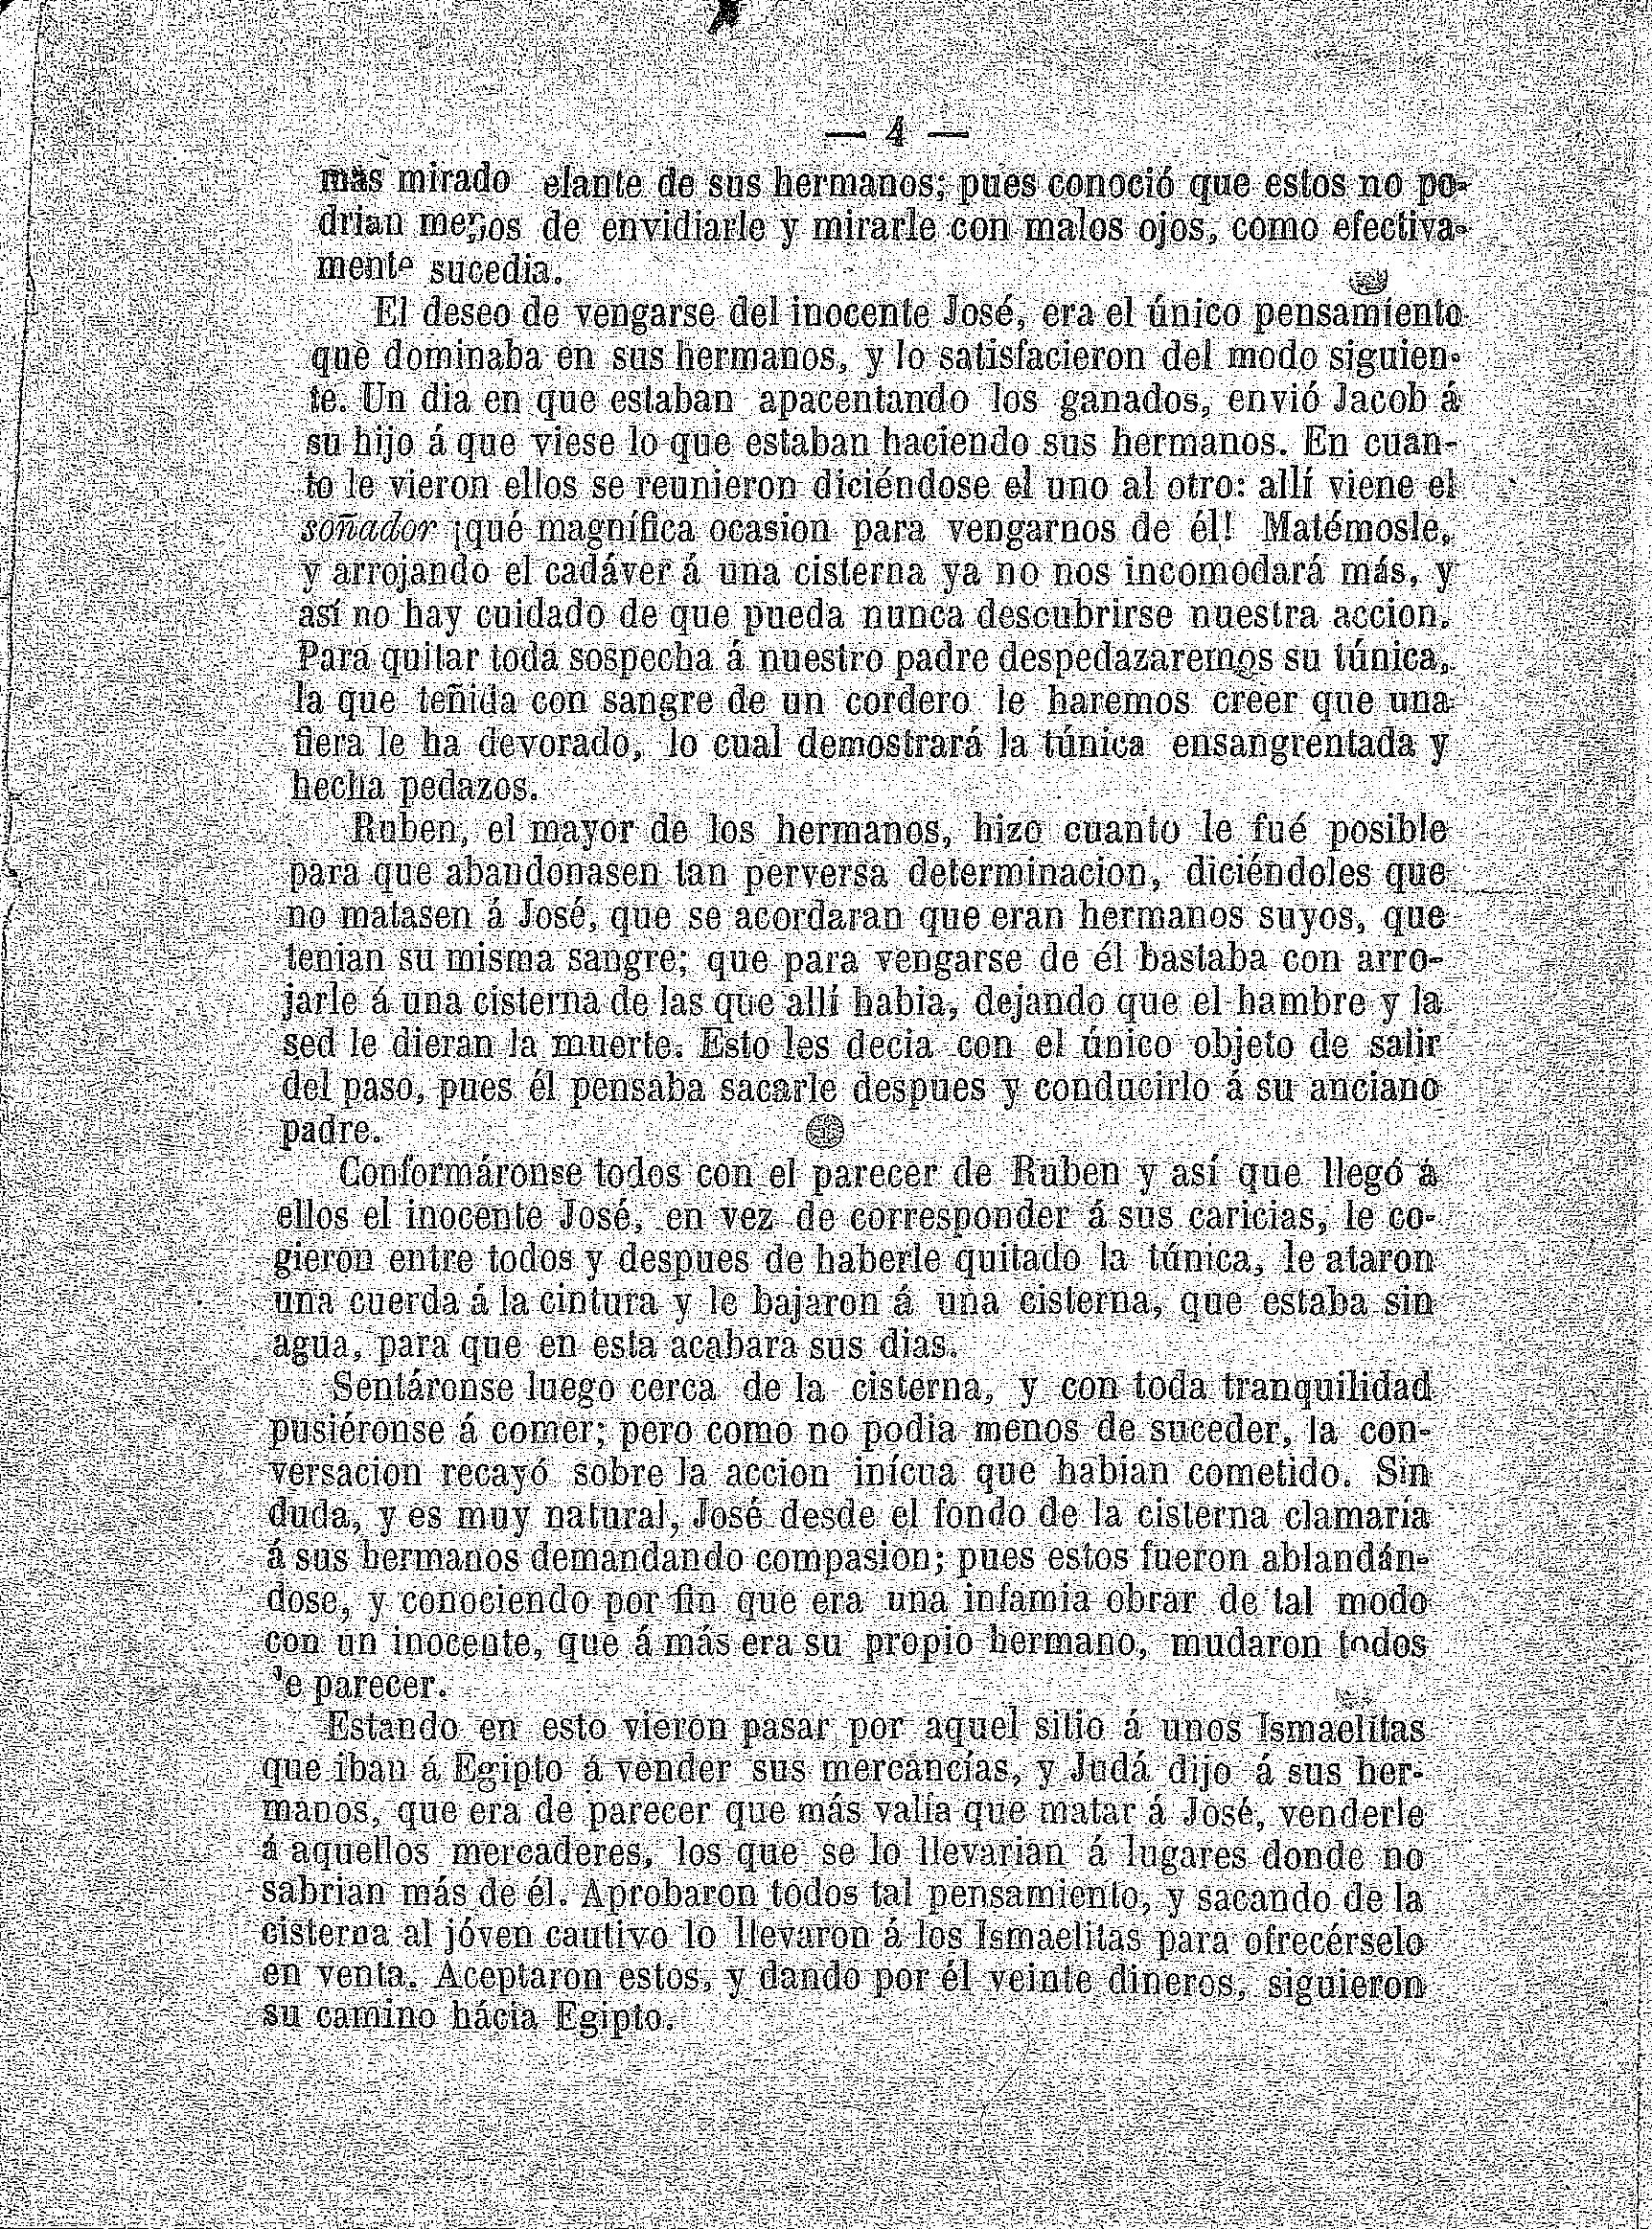 — 4 —
más mirado elante de sus hermanos; pues conoció que estos no po-
drian menos de envidiarle y mirarle con malos ojos, como efectiva-
mente sucedia.
El deseo de vengarse del inocente José, era el único pensamiento
que dominaba en sus hermanos, y lo satisfacieron del modo siguien-
te. Un dia en que estaban apacentando los ganados, envió Jacob á
su hijo á que viese lo que estaban haciendo sus hermanos. En cuan-
to le vieron ellos se reunieron diciéndose el uno al otro: allí viene el
soñador ¡qué magnífica ocasion para vengarnos de él! Matémosle,
y arrojando el cadáver á una cisterna ya no nos incomodará más, y
así no hay cuidado de que pueda nunca descubrirse nuestra accion.
Para quitar toda sospecha á nuestro padre despedazaremos su túnica,
la que teñida con sangre de un cordero le haremos creer que una
fiera le ha devorado, lo cual demostrará la túnica ensangrentada y
hecha pedazos.
Ruben, el mayor de los hermanos, hizo cuanto le fué posible
para que abandonasen tan perversa determinacion, diciéndoles que
no matasen á José, que se acordaran que eran hermanos suyos, que
tenian su misma sangre; que para vengarse de él bastaba con arro-
jarle á una cisterna de las que allí habia, dejando que el hambre y la
sed le dieran la muerte. Esto les decia con el único objeto de salir
del paso, pues él pensaba sacarle despues y conducirlo á su anciano
padre.
Conformáronse todos con el parecer de Ruben y así que llegó á
ellos el inocente José, en vez de corresponder á sus caricias, le co-
gieron entre todos y despues de haberle quitado la túnica, le ataron
una cuerda á la cintura y le bajaron á una cisterna, que estaba sin
agua, para que en esta acabara sus dias.
Sentáronse luego cerca de la cisterna, y con toda tranquilidad
pusiéronse á comer; pero como no podia menos de suceder, la con-
versacion recayó sobre la accion inícua que habian cometido. Sin
duda, y es muy natural, José desde el fondo de la cisterna clamaría
á sus hermanos demandando compasion; pues estos fueron ablandán-
dose, y conociendo por fin que era una infamia obrar de tal modo
con un inocente, que á más era su propio hermano, mudaron todos
de parecer.
Estando en esto vieron pasar por aquel sitio á unos Ismaelitas
que iban á Egipto á vender sus mercancías, y Judá dijo á sus her-
manos, que era de parecer que más valía que matar á José, venderle
á aquellos mercaderes, los que se lo llevarian á lugares donde no
sabrian más de él. Aprobaron todos tal pensamiento, y sacando de la
cisterna al jóven cautivo lo llevaron á los Ismaelitas para ofrecérselo
en venta. Aceptaron estos, y dando por él veinte dineros, siguieron
su camino hácia Egipto.